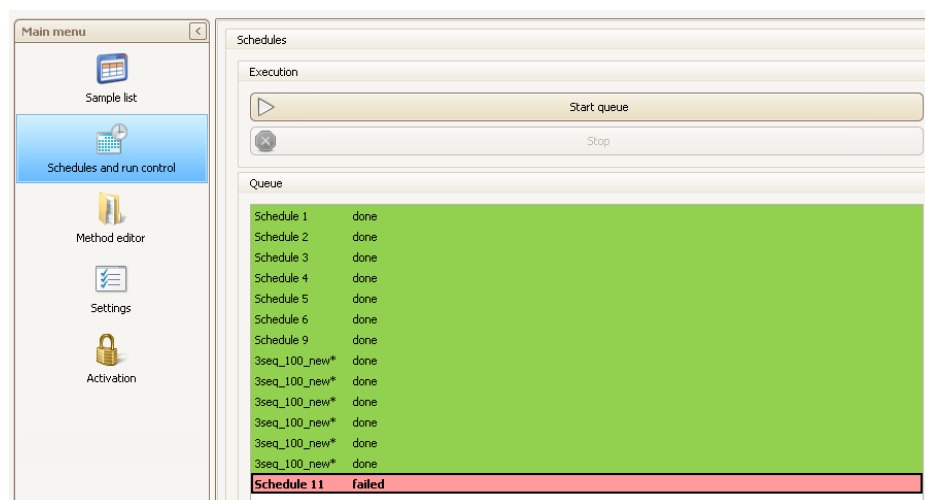 Main menu
Sample list
Schedules and run control
Method editor
Settings
Activation
Schedules
Execution
Start queue
Stop
Queue
Schedule 1 done
Schedule 2 done
Schedule 3 done
Schedule 4 done
Schedule 5 done
Schedule 6 done
Schedule 9 done
3seq_100_new* done
3seq_100_new* done
3seq_100_new* done
3seq_100_new* done
3seq_100_new* done
3seq_100_new* done
Schedule 11 failed